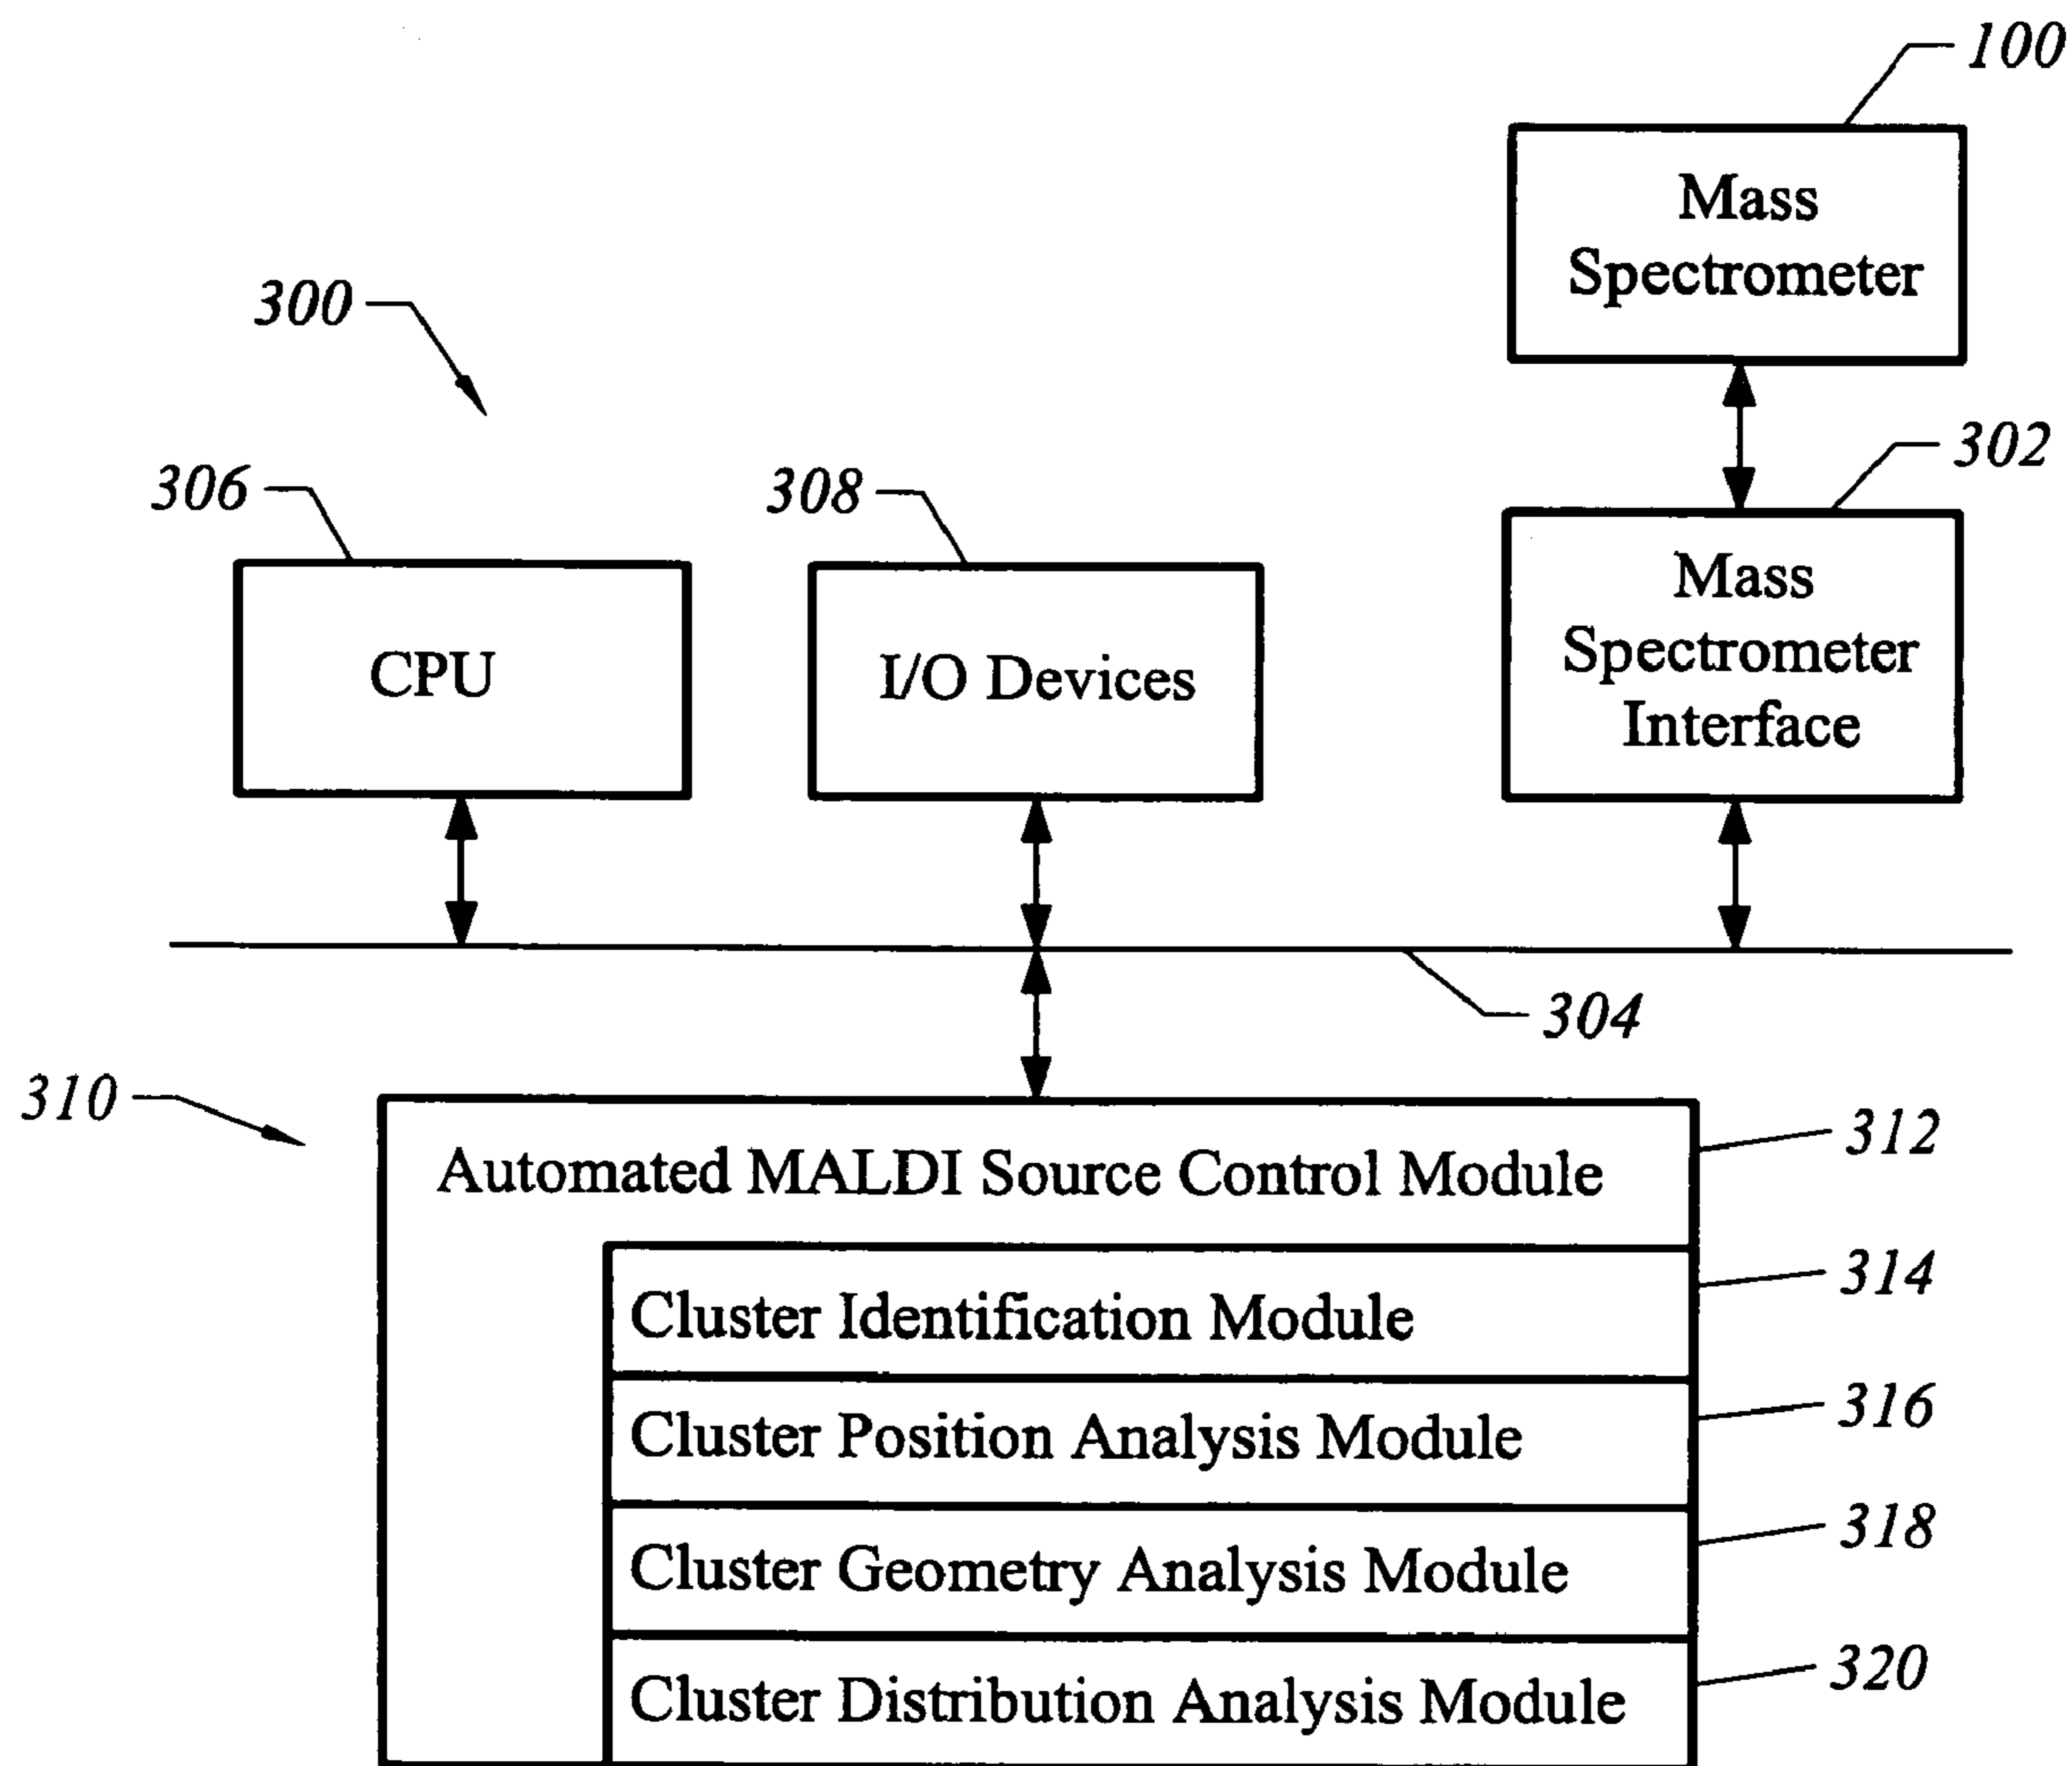 100
Mass
Spectrometer
300
302
306
308
Mass
Spectrometer
Interface
CPU
I/O Devices
304
310
312
Automated MALDI Source Control Module
314
Cluster Identification Module
316
Cluster Position Analysis Module
318
Cluster Geometry Analysis Module
320
Cluster Distribution Analysis Module